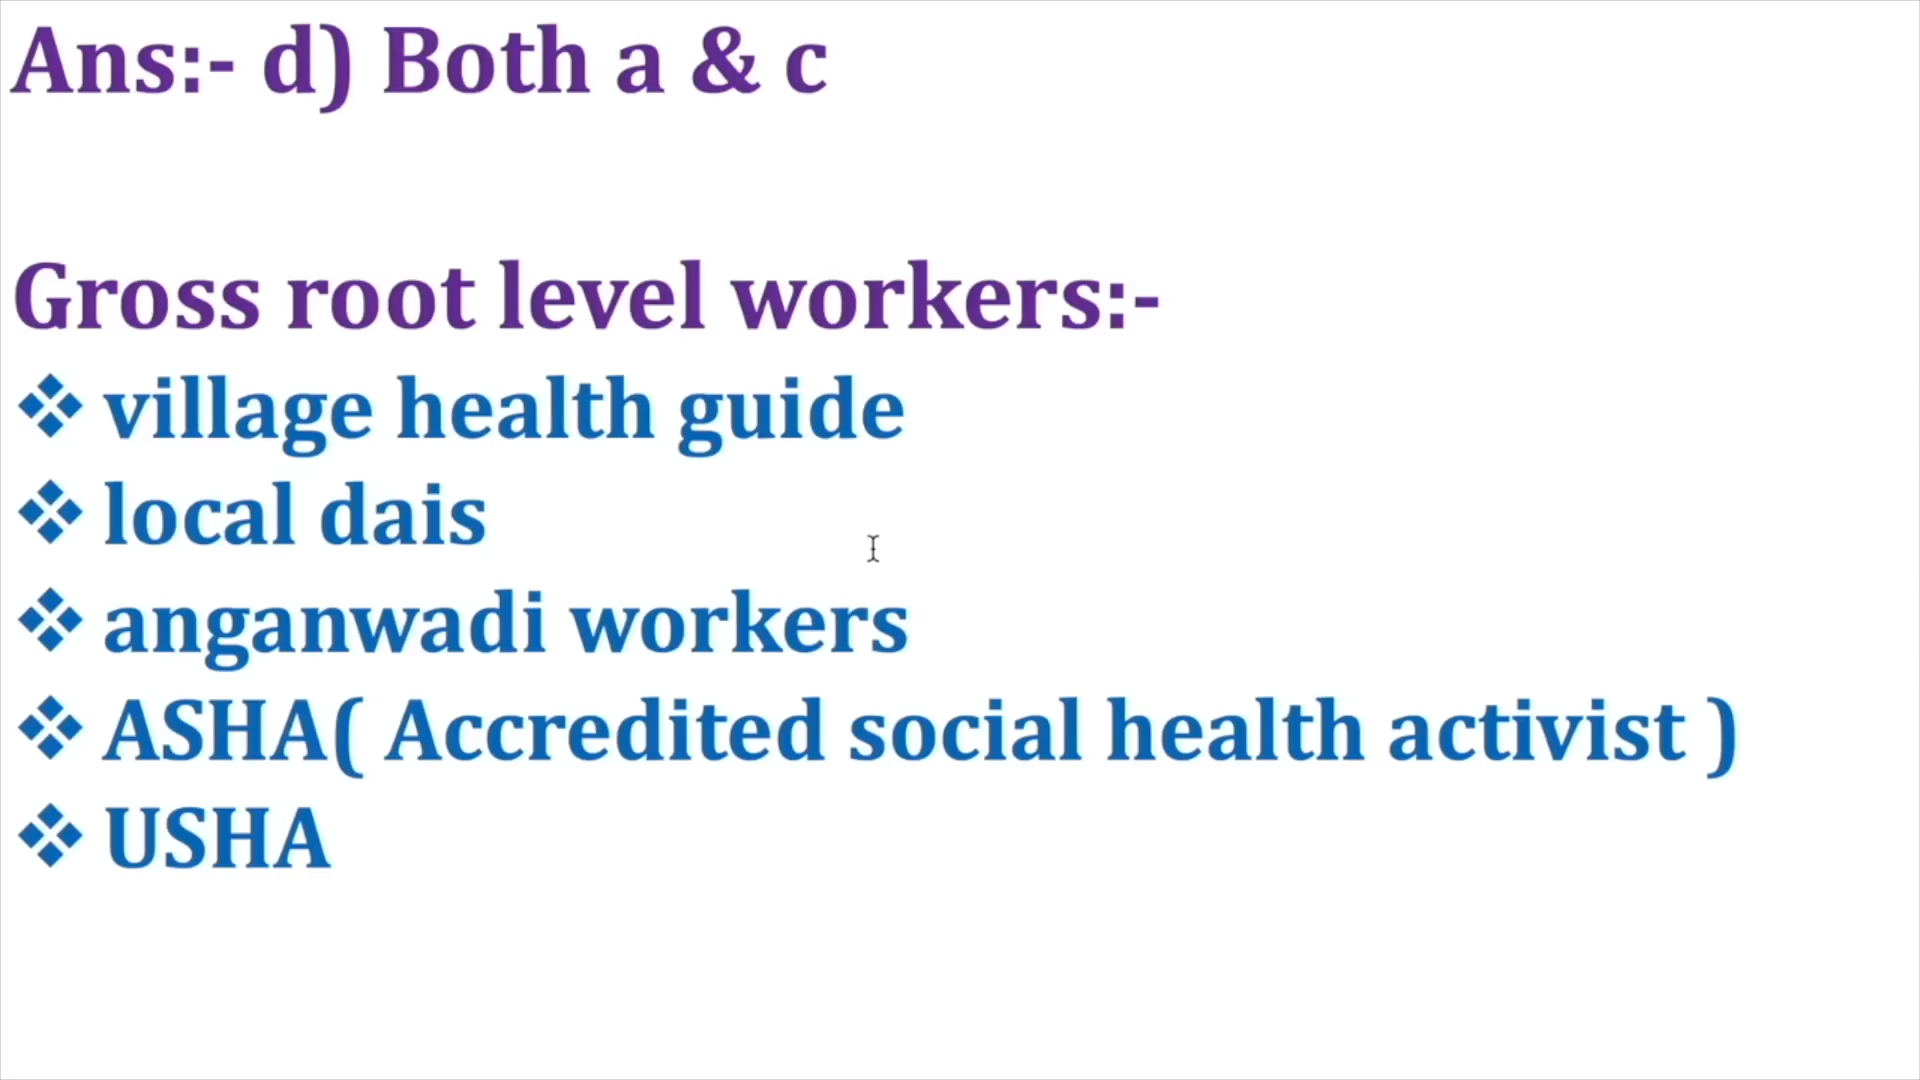 Ans:- d) Both a & c
Gross root level workers:-
❖ village health guide
❖ local dais
❖ anganwadi workers
❖ ASHA( Accredited social health activist )
❖ USHA